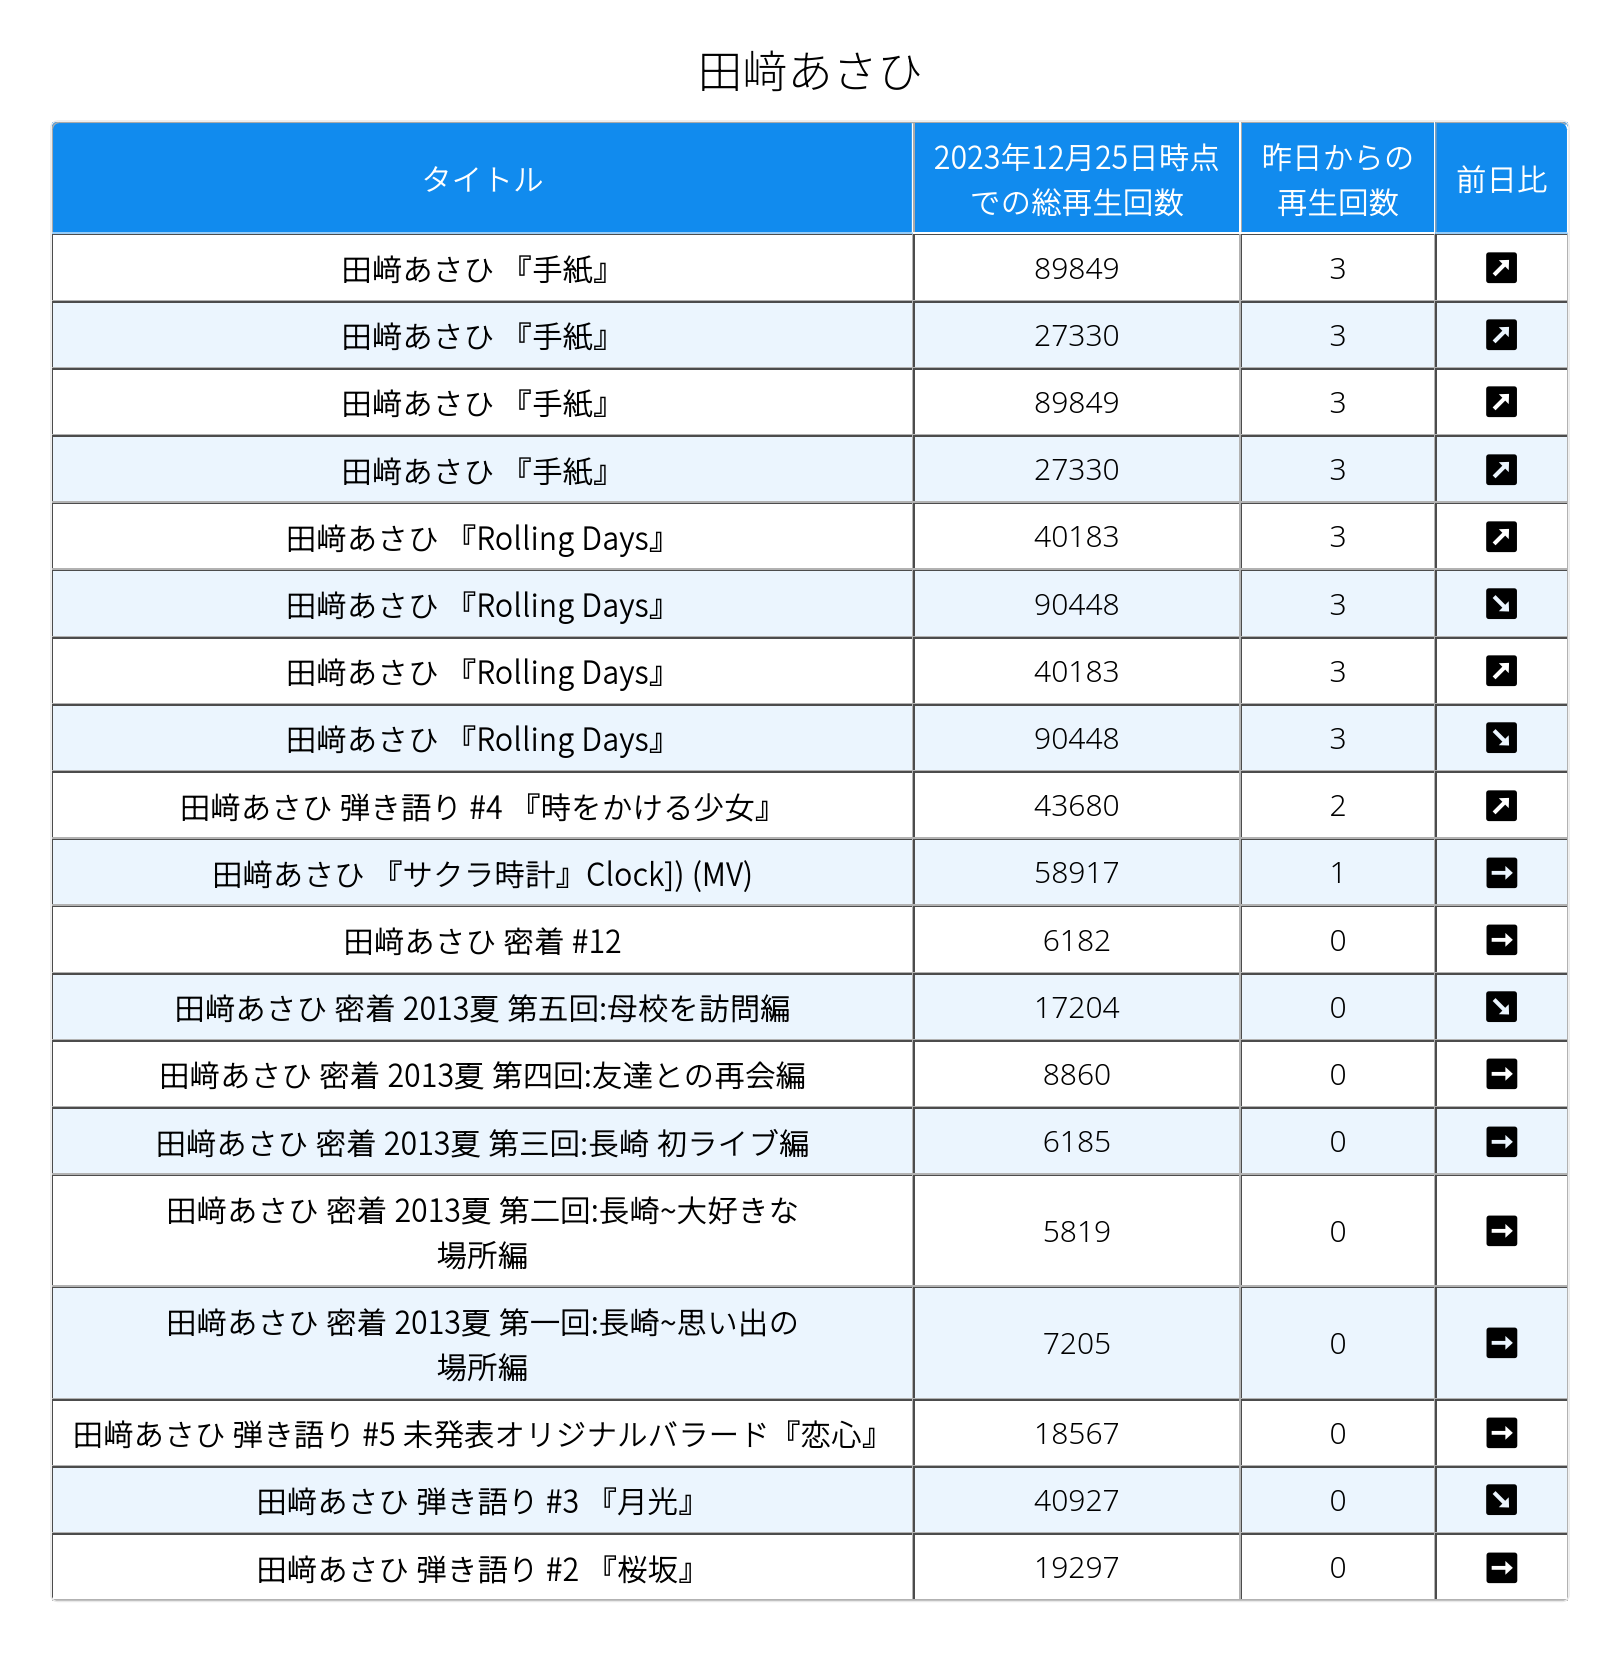 田﨑あさひ
タイトル
2023年12月25日時点
での総再生回数
昨日からの
再生回数
前日比
田﨑あさひ 『手紙』 89849 3 ↗
田﨑あさひ 『手紙』 27330 3 ↗
田﨑あさひ 『手紙』 89849 3 ↗
田﨑あさひ 『手紙』 27330 3 ↗
田﨑あさひ 『Rolling Days』 40183 3 ↗
田﨑あさひ 『Rolling Days』 90448 3 ↘
田﨑あさひ 『Rolling Days』 40183 3 ↗
田﨑あさひ 『Rolling Days』 90448 3 ↘
田﨑あさひ 弾き語り #4 『時をかける少女』 43680 2 ↗
田﨑あさひ 『サクラ時計』Clock]) (MV) 58917 1 →
田﨑あさひ 密着 #12 6182 0 →
田﨑あさひ 密着 2013夏 第五回:母校を訪問編 17204 0 ↘
田﨑あさひ 密着 2013夏 第四回:友達との再会編 8860 0 →
田﨑あさひ 密着 2013夏 第三回:長崎 初ライブ編 6185 0 →
田﨑あさひ 密着 2013夏 第二回:長崎~大好きな
場所編 5819 0 →
田﨑あさひ 密着 2013夏 第一回:長崎~思い出の
場所編 7205 0 →
田﨑あさひ 弾き語り #5 未発表オリジナルバラード『恋心』 18567 0 →
田﨑あさひ 弾き語り #3 『月光』 40927 0 ↘
田﨑あさひ 弾き語り #2 『桜坂』 19297 0 →